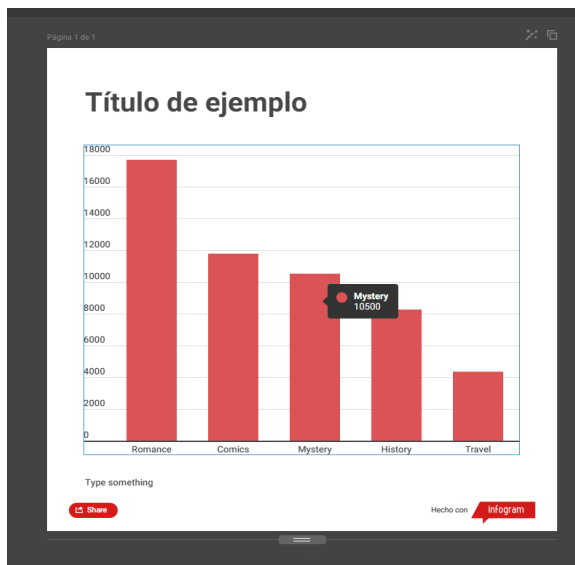 Página 1 de 1
Título de ejemplo
18000
16000
14000
12000
10000
8000
6000
4000
2000
0
Mystery
10500
Romance Comics Mystery History Travel
Type something
Share
Hecho con infogram